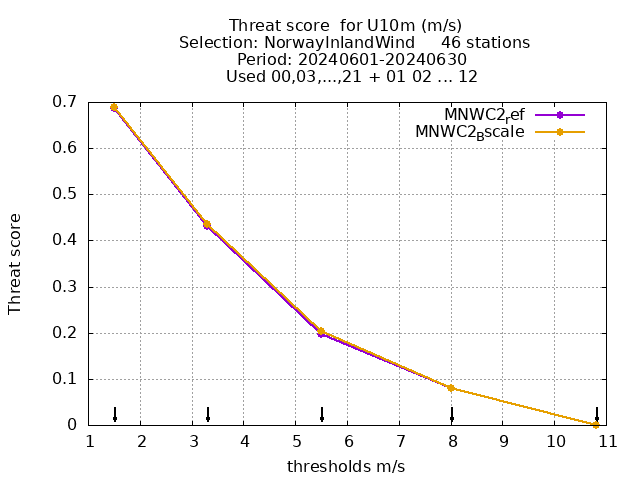 Threat score  for U10m (m/s)
Selection: NorwayInlandWind     46 stations
Period: 20240601-20240630
Used 00,03,...,21 + 01 02 ... 12
MNWC2_ref
MNWC2_Bscale
0.7
0.6
0.5
0.4
0.3
0.2
0.1
0
Threat score
1 2 3 4 5 6 7 8 9 10 11
thresholds m/s